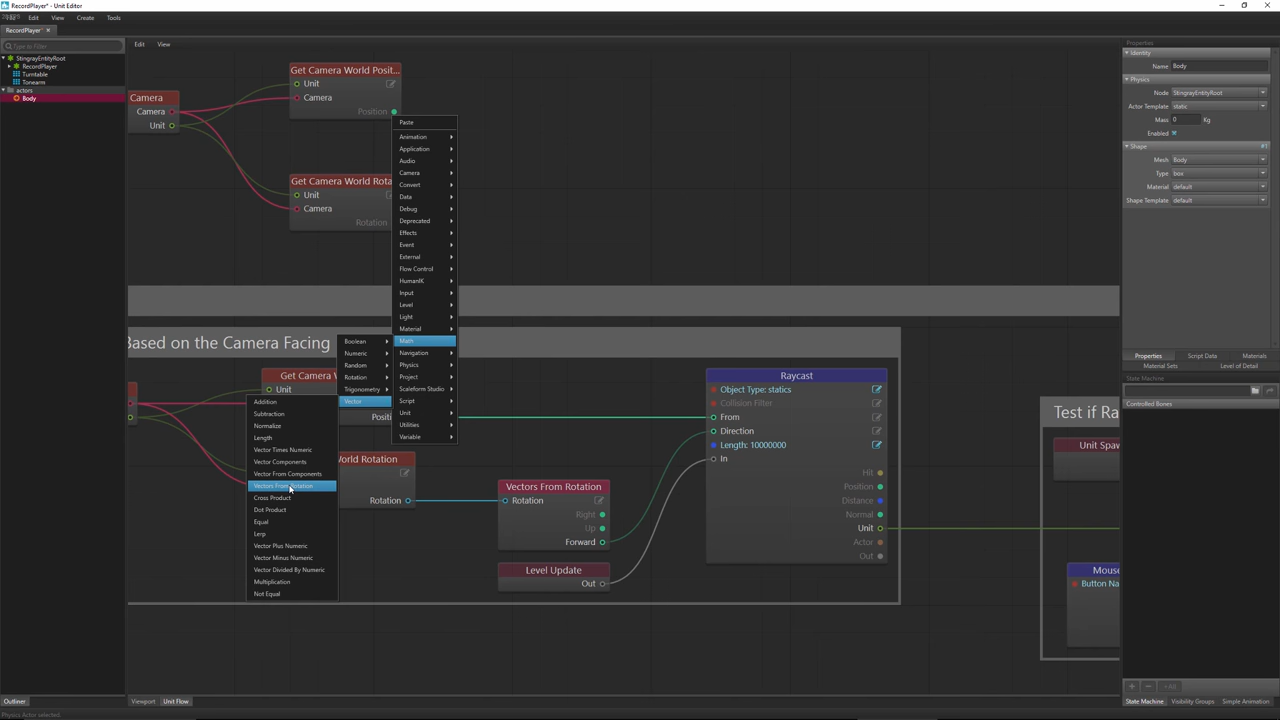 RecordPlayer* - Unit Editor
File Edit View Create Tools
RecordPlayer* ×
Type to Filter
StingrayEntityRoot
RecordPlayer
Turntable
Tonearm
actors
Body
Edit View
Camera
Camera
Unit
Get Camera World Posit...
Unit
Camera
Position
Get Camera World Rota
Unit
Camera
Rotation
Paste
Animation
Application
Audio
Camera
Convert
Data
Debug
Deprecated
Effects
Event
External
Flow Control
HumanIK
Input
Level
Light
Material
Math
Navigation
Physics
Project
Scaleform Studio
Script
Unit
Utilities
Variable
Boolean
Numeric
Random
Rotation
Trigonometry
Vector
Addition
Subtraction
Normalize
Length
Vector Times Numeric
Vector Components
Vector From Components
Vectors From Rotation
Cross Product
Dot Product
Equal
Lerp
Vector Plus Numeric
Vector Minus Numeric
Vector Divided By Numeric
Multiplication
Not Equal
Based on the Camera Facing
Get Camera W
Unit
Positi
World Rotation
Rotation
Vectors From Rotation
Rotation
Right
Up
Forward
Level Update
Out
Raycast
Object Type: statics
Collision Filter
From
Direction
Length: 10000000
In
Hit
Position
Distance
Normal
Unit
Actor
Out
Test if Ra
Unit Spaw
Mouse
Button Na
Properties
Identity
Name Body
Physics
Node StingrayEntityRoot
Actor Template static
Mass 0 Kg
Enabled
Shape #1
Mesh Body
Type box
Material default
Shape Template default
Properties Script Data Materials
Material Sets Level of Detail
State Machine
Controlled Bones
+ All
State Machine Visibility Groups Simple Animation
Outliner
Viewport Unit Flow
Physics Actor selected.